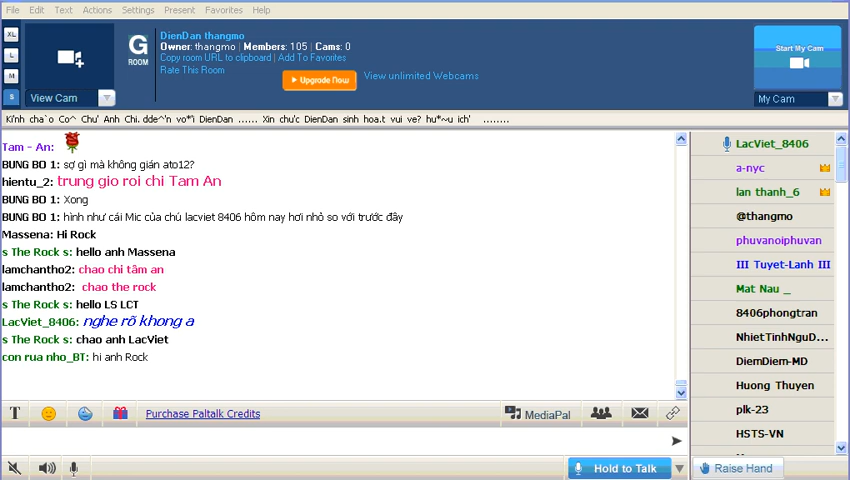 File Edit Text Actions Settings Present Favorites Help
XL
L
M
S
View Cam
G
ROOM
DienDan thangmo
Owner: thangmo | Members: 105 | Cams: 0
Copy room URL to clipboard | Add To Favorites
Rate This Room
Upgrade Now
View unlimited Webcams
Start My Cam
My Cam
Ki'nh cha`o Co^ Chu' Anh Chi. dde^'n vo*'i DienDan ...... Xin chu'c DienDan sinh hoa.t vui ve? hu*~u ich' ........
Tam - An:
BUNG BO 1: sợ gì mà không gián ato12?
hientu_2: trung gio roi chi Tam An
BUNG BO 1: Xong
BUNG BO 1: hình như cái Mic của chú lacviet 8406 hôm nay hơi nhỏ so với trước đây
Massena: Hi Rock
s The Rock s: hello anh Massena
lamchantho2: chao chi tâm an
lamchantho2: chao the rock
s The Rock s: hello LS LCT
LacViet_8406: nghe rõ khong a
s The Rock s: chao anh LacViet
con rua nho_BT: hi anh Rock
LacViet_8406
a-nyc
lan thanh_6
@thangmo
phuvanoiphuvan
III Tuyet-Lanh III
Mat Nau _
8406phongtran
NhietTinhNguD...
DiemDiem-MD
Huong Thuyen
plk-23
HSTS-VN
T
Purchase Paltalk Credits
MediaPal
Hold to Talk
Raise Hand